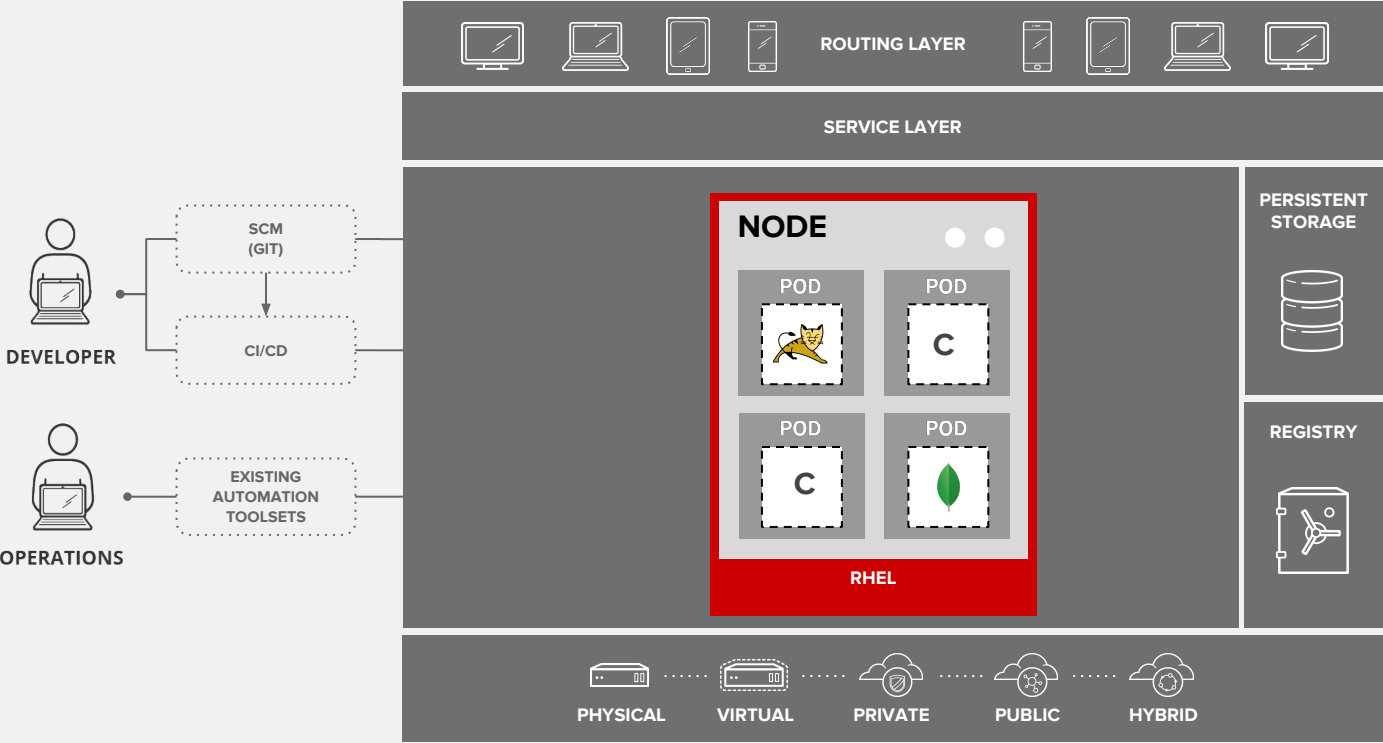 ROUTING LAYER
SERVICE LAYER
SCM
(GIT)
CI/CD
DEVELOPER
EXISTING
AUTOMATION
TOOLSETS
OPERATIONS
NODE
POD
POD
C
POD
POD
C
RHEL
PERSISTENT
STORAGE
REGISTRY
PHYSICAL
VIRTUAL
PRIVATE
PUBLIC
HYBRID